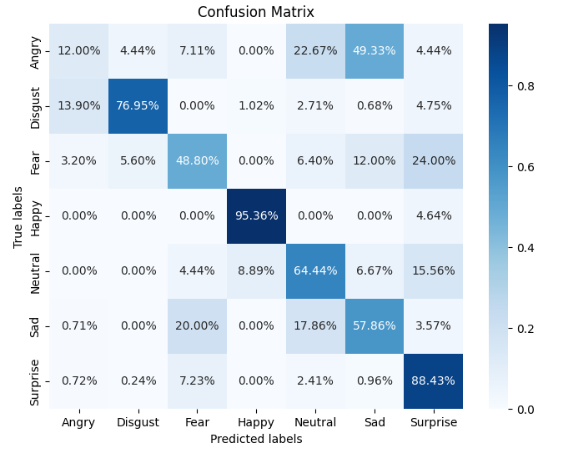 Confusion Matrix
Angry 12.00% 4.44% 7.11% 0.00% 22.67% 49.33% 4.44%
Disgust 13.90% 76.95% 0.00% 1.02% 2.71% 0.68% 4.75%
Fear 3.20% 5.60% 48.80% 0.00% 6.40% 12.00% 24.00%
Happy 0.00% 0.00% 0.00% 95.36% 0.00% 0.00% 4.64%
Neutral 0.00% 0.00% 4.44% 8.89% 64.44% 6.67% 15.56%
Sad 0.71% 0.00% 20.00% 0.00% 17.86% 57.86% 3.57%
Surprise 0.72% 0.24% 7.23% 0.00% 2.41% 0.96% 88.43%
Angry Disgust Fear Happy Neutral Sad Surprise
Predicted labels
True labels
0.8
0.6
0.4
0.2
0.0